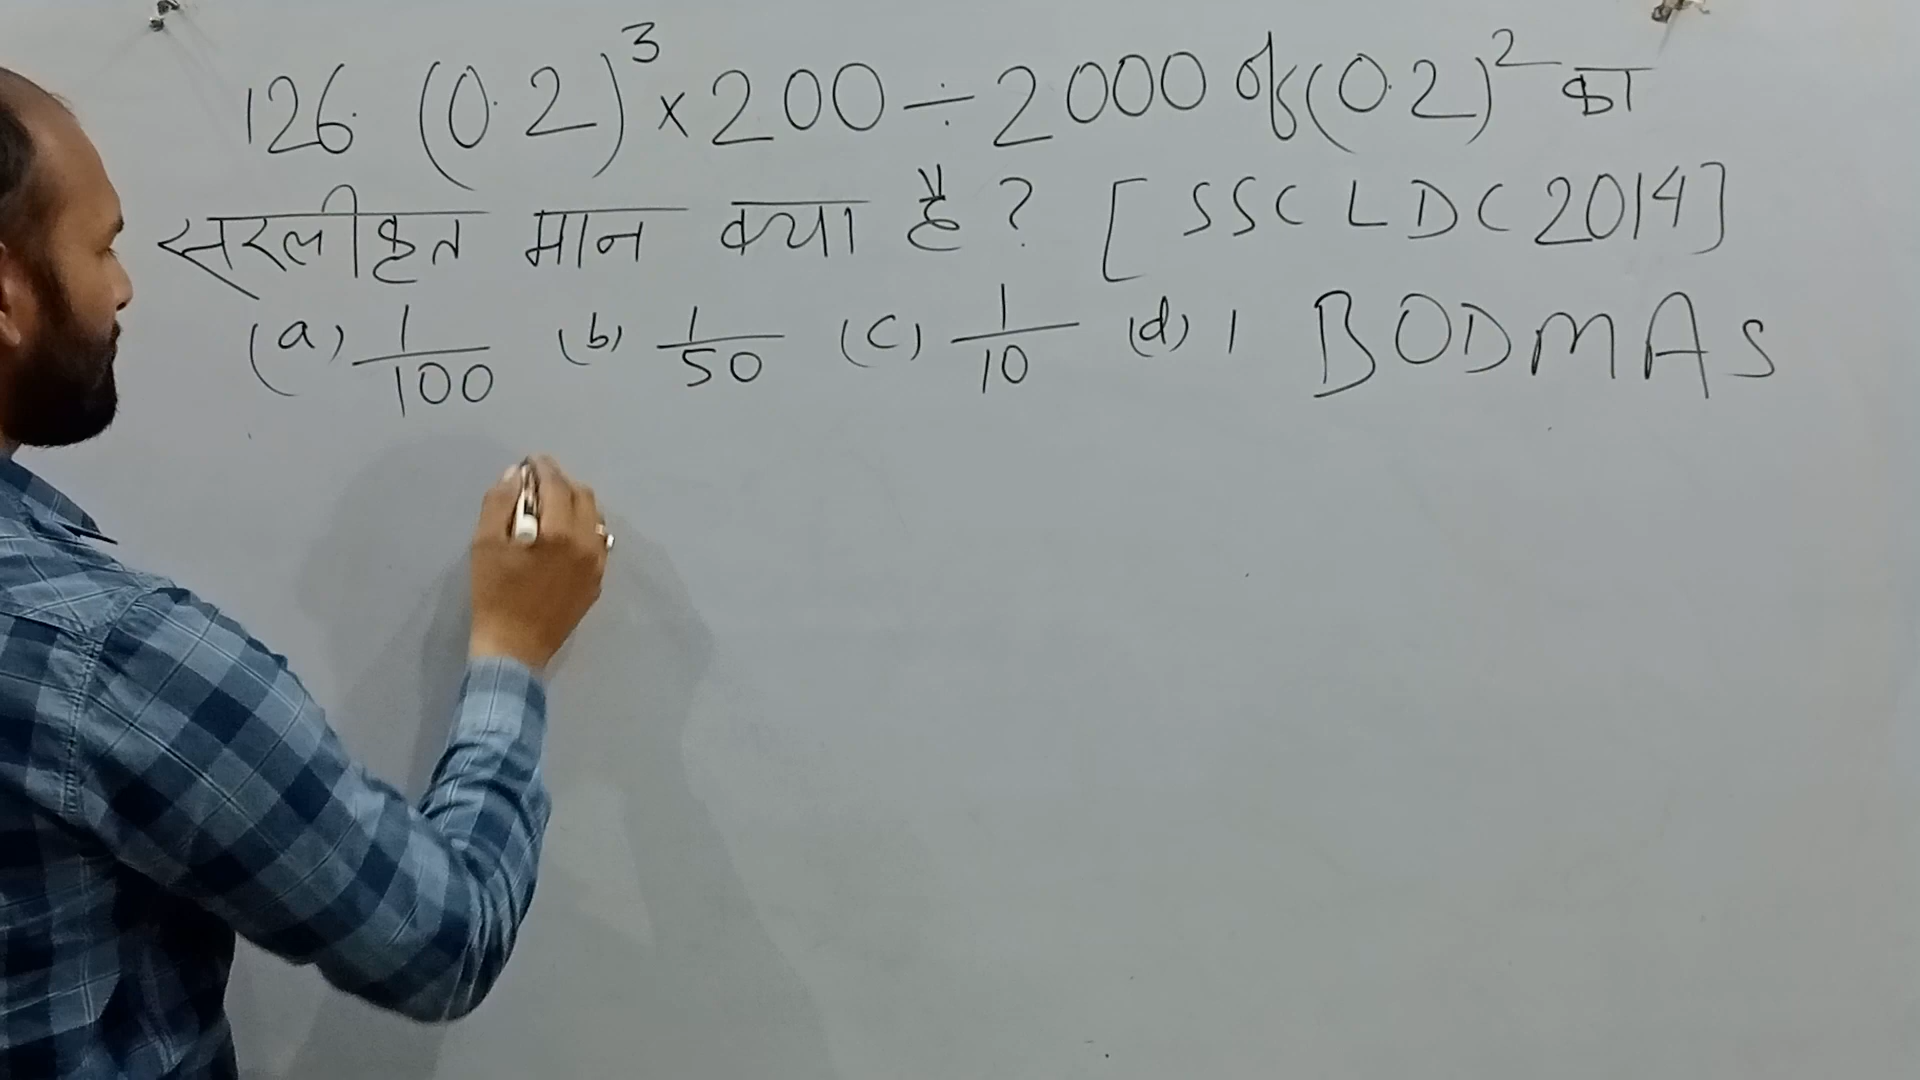 126. (0.2)³ × 200 ÷ 2000 of (0.2)² का
सरलीकृत मान क्या है ? [SSC LDC 2014]
(a) 1/100 (b) 1/50 (c) 1/10 (d) 1 BODMAS